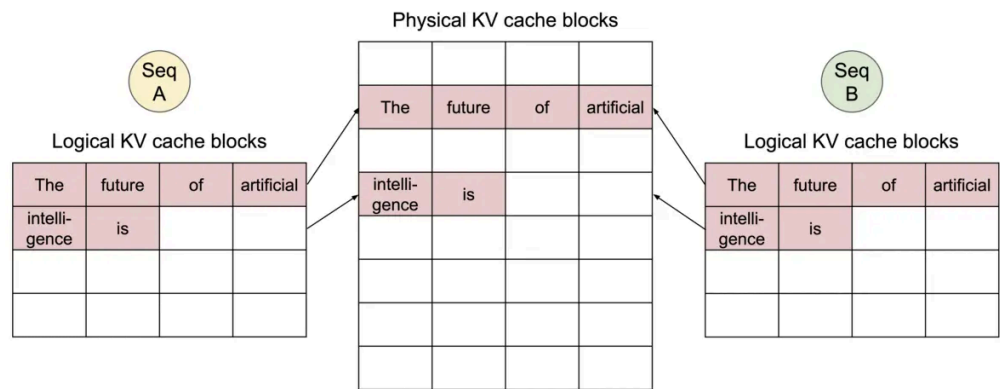 Physical KV cache blocks
Seq
A
Seq
B
Logical KV cache blocks
Logical KV cache blocks
The future of artificial
intelli-
gence is
The future of artificial
intelli-
gence is
The future of artificial
intelli-
gence is